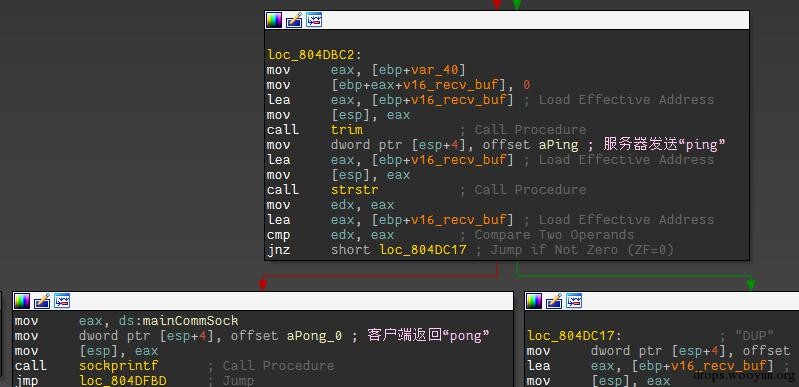 loc_804DBC2:
mov eax, [ebp+var_40]
mov [ebp+eax+v16_recv_buf], 0
lea eax, [ebp+v16_recv_buf] ; Load Effective Address
mov [esp], eax
call trim ; Call Procedure
mov dword ptr [esp+4], offset aPing ; 服务器发送“ping”
lea eax, [ebp+v16_recv_buf] ; Load Effective Address
mov [esp], eax
call strstr ; Call Procedure
mov edx, eax
lea eax, [ebp+v16_recv_buf] ; Load Effective Address
cmp edx, eax ; Compare Two Operands
jnz short loc_804DC17 ; Jump if Not Zero (ZF=0)
mov eax, ds:mainCommSock
mov dword ptr [esp+4], offset aPong_0 ; 客户端返回“pong”
mov [esp], eax
call sockprintf ; Call Procedure
jmp loc_804DFBD ; Jump
loc_804DC17: ; "DUP"
mov dword ptr [esp+4], offset
lea eax, [ebp+v16_recv_buf] ;
mov [esp], eax
drops.wooyun.org